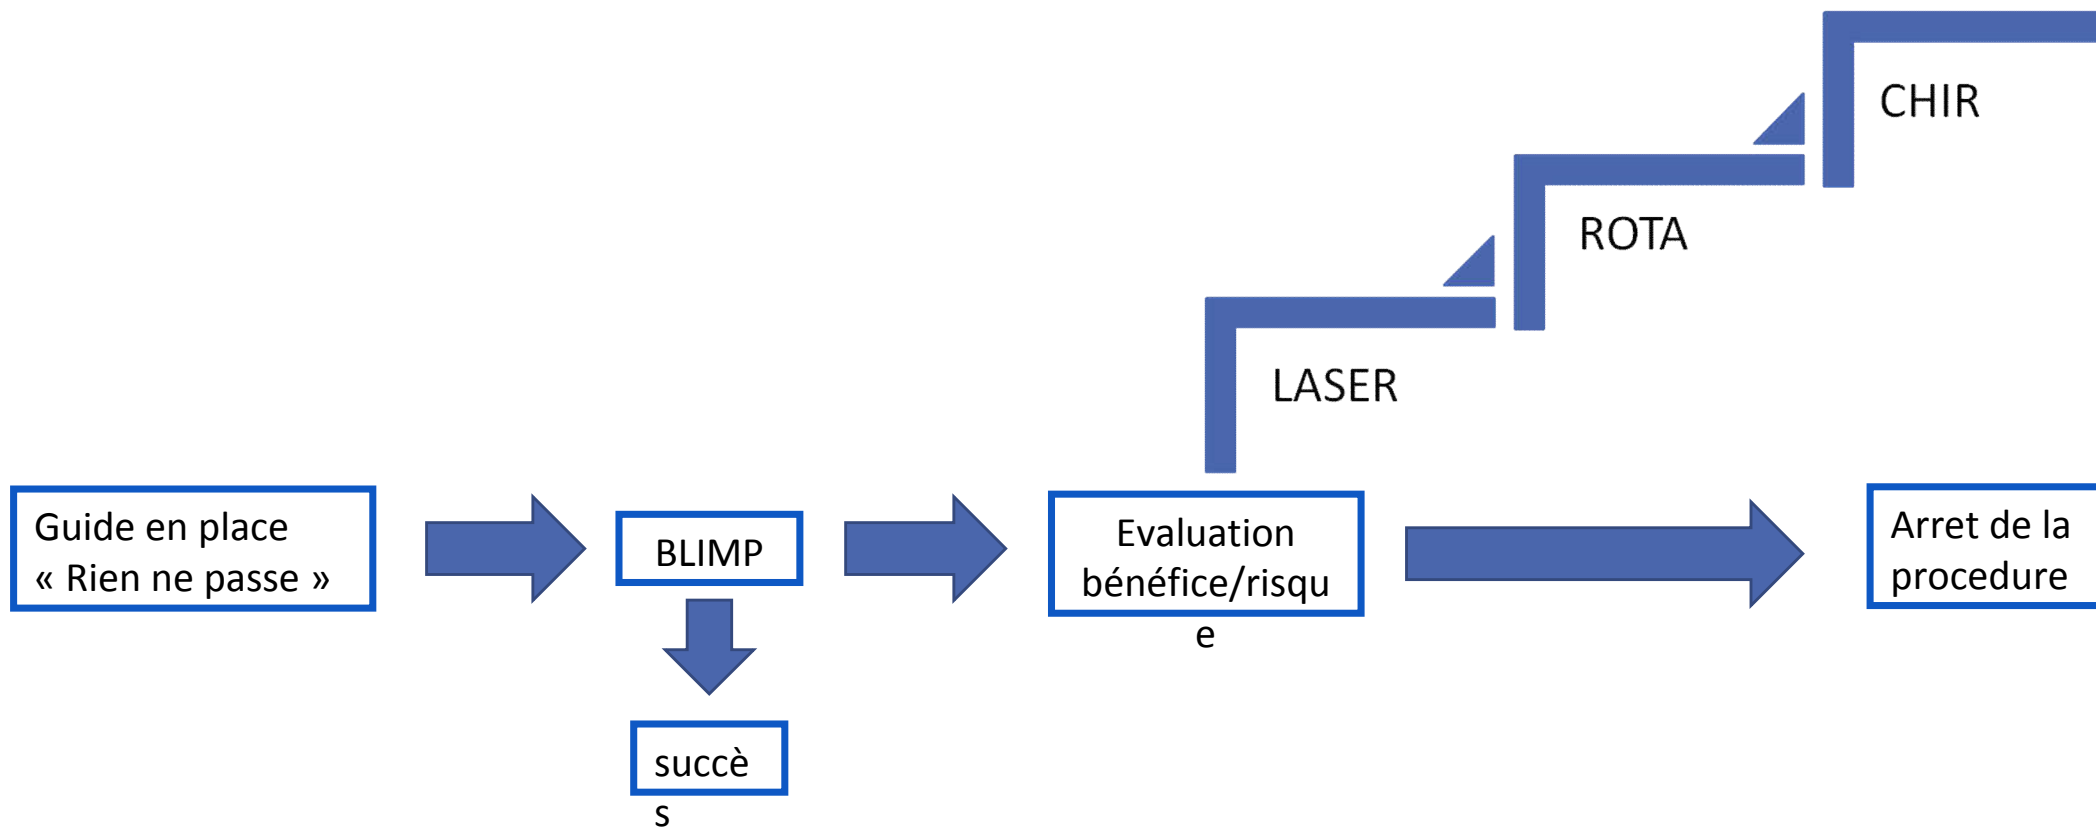 CHIR
ROTA
LASER
Guide en place
« Rien ne passe »
BLIMP
Evaluation
bénéfice/risqu
e
Arret de la
procedure
succè
s